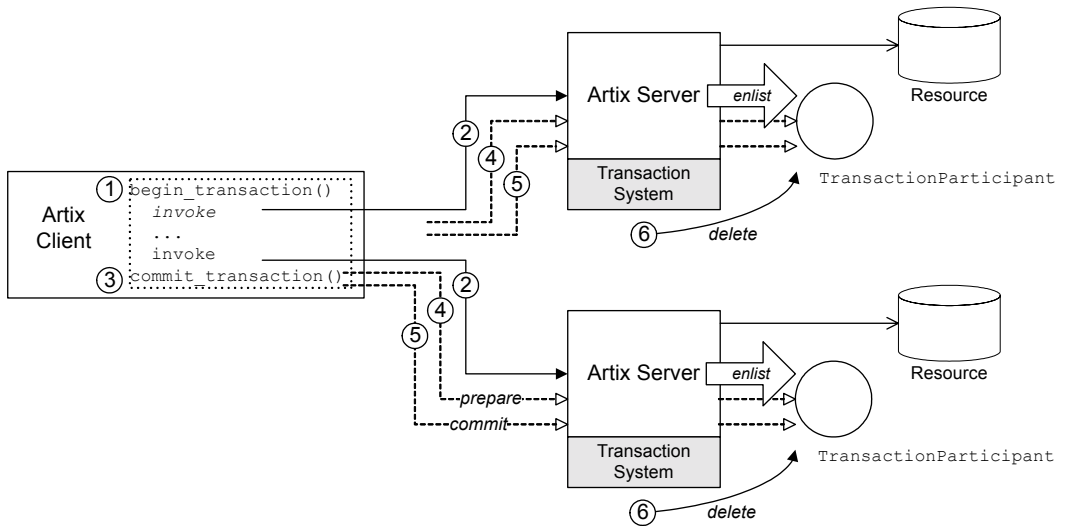 Artix Client
1
begin_transaction()
invoke
...
invoke
3
commit_transaction()
2
4
5
Artix Server
enlist
Resource
Transaction
System
TransactionParticipant
6
delete
2
4
5
prepare
commit
Artix Server
enlist
Resource
Transaction
System
TransactionParticipant
6
delete